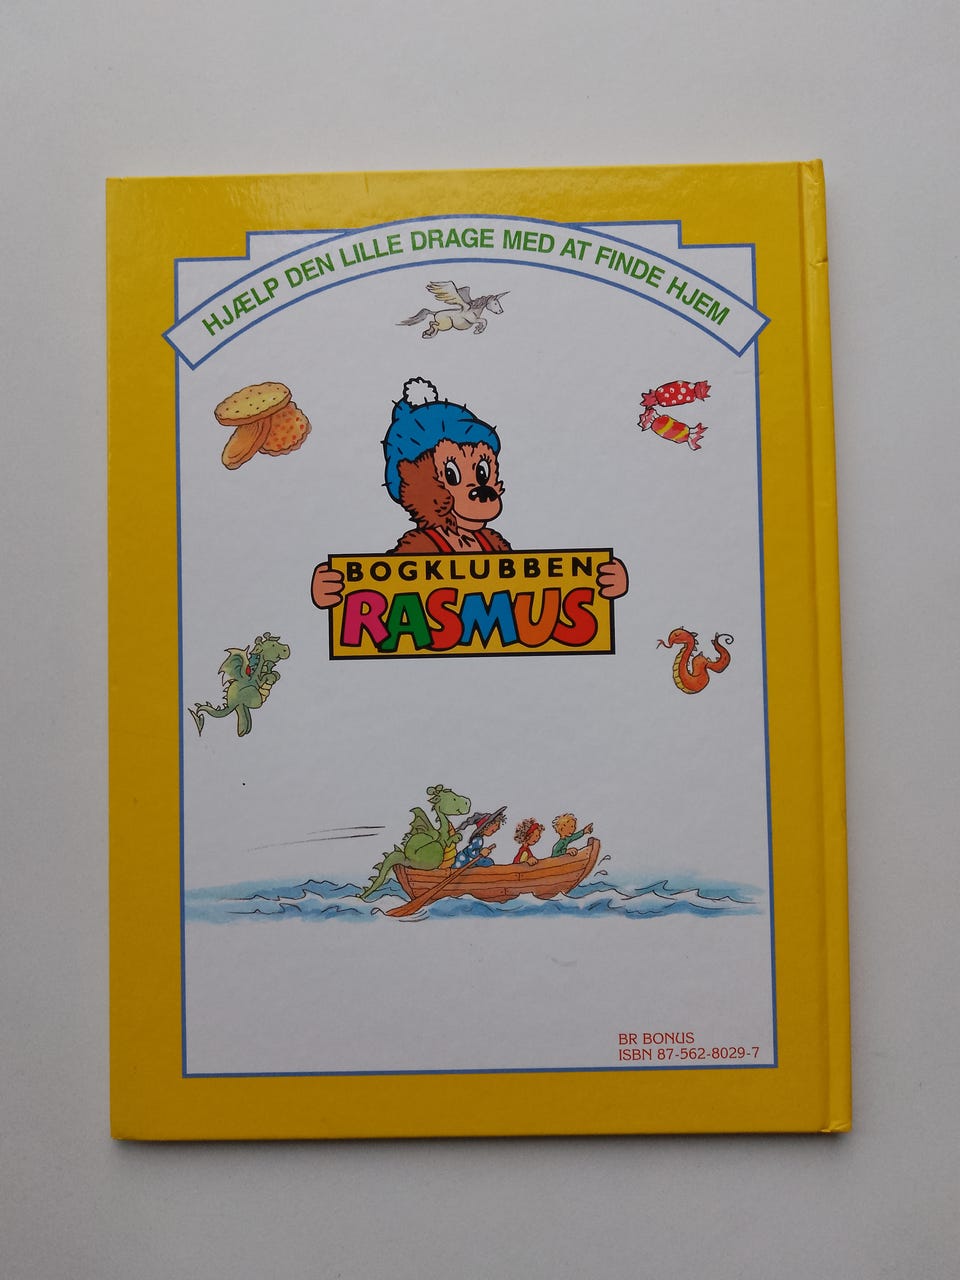 HJÆLP DEN LILLE DRAGE MED AT FINDE HJEM
BOGKLUBBEN
RASMUS
BR BONUS
ISBN 87-562-8029-7